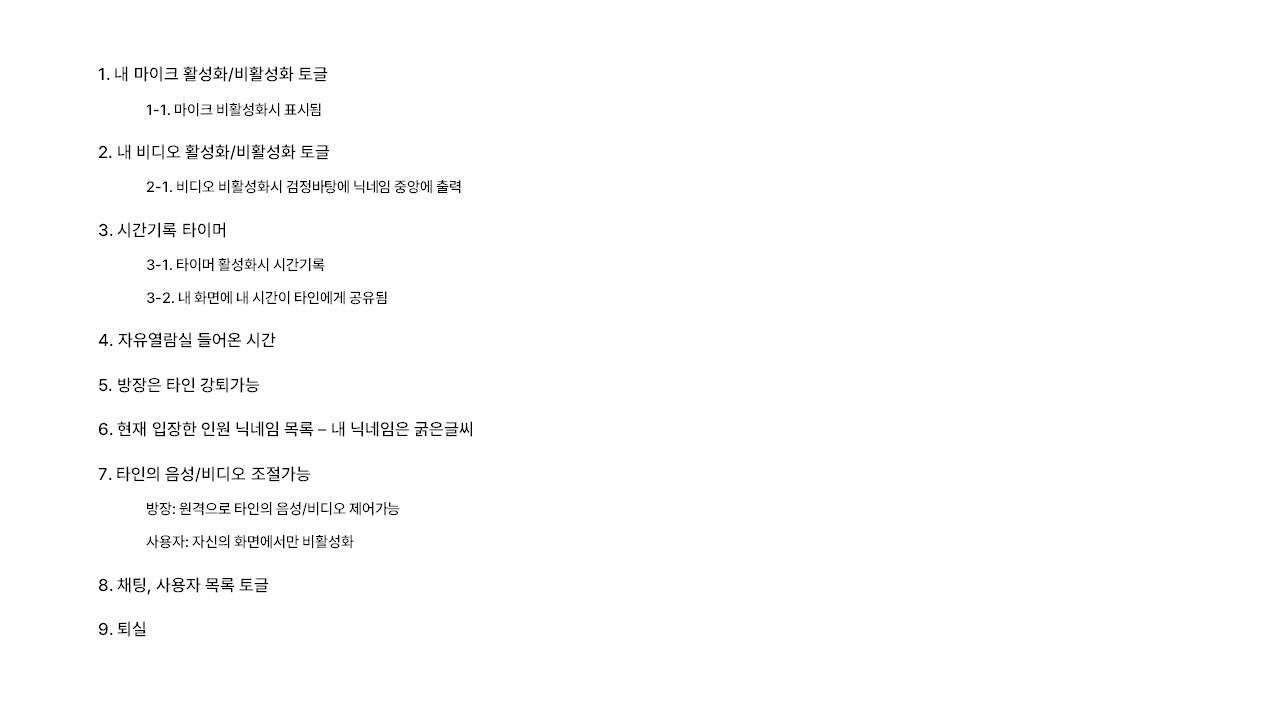 1. 내 마이크 활성화/비활성화 토글
1-1. 마이크 비활성화시 표시됨
2. 내 비디오 활성화/비활성화 토글
2-1. 비디오 비활성화시 검정바탕에 닉네임 중앙에 출력
3. 시간기록 타이머
3-1. 타이머 활성화시 시간기록
3-2. 내 화면에 내 시간이 타인에게 공유됨
4. 자유열람실 들어온 시간
5. 방장은 타인 강퇴가능
6. 현재 입장한 인원 닉네임 목록 – 내 닉네임은 굵은글씨
7. 타인의 음성/비디오 조절가능
방장: 원격으로 타인의 음성/비디오 제어가능
사용자: 자신의 화면에서만 비활성화
8. 채팅, 사용자 목록 토글
9. 퇴실